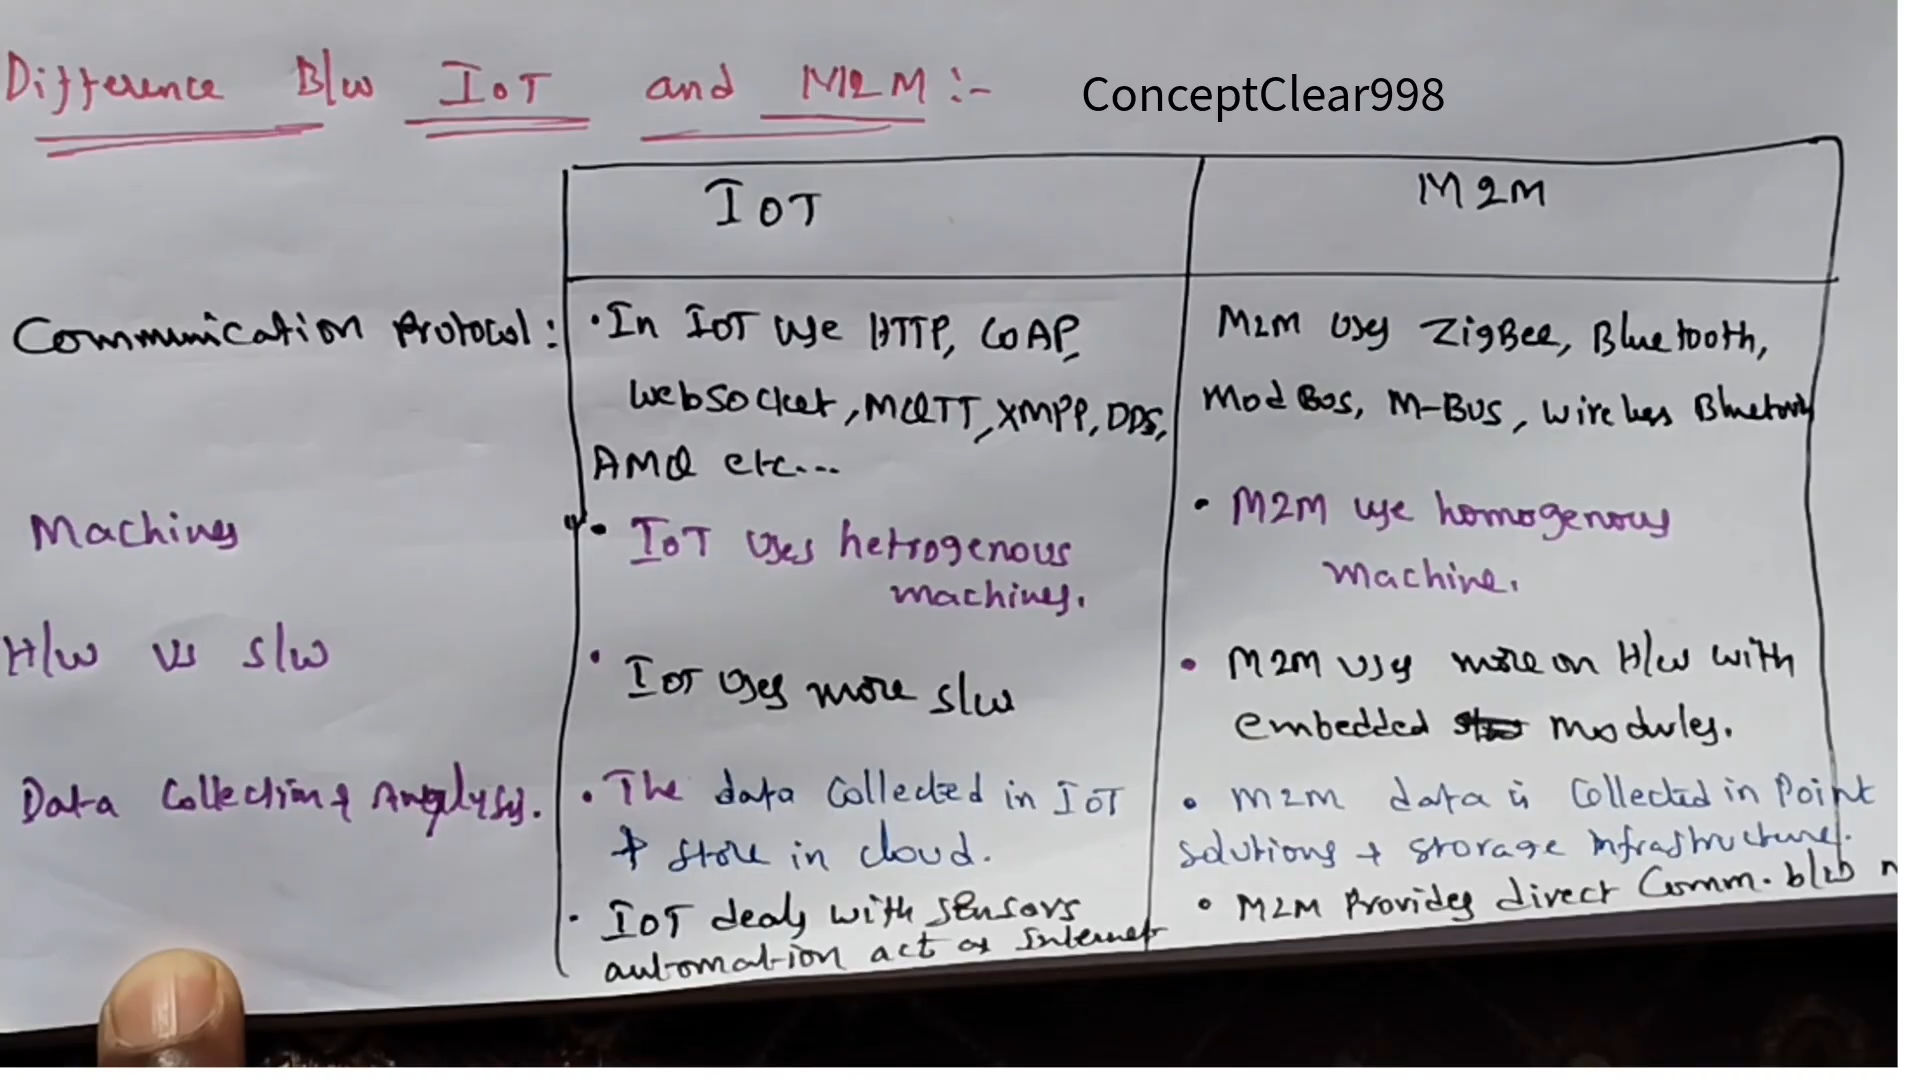 Difference B/w IoT and M2M :-
ConceptClear998
IoT
M2M
Communication Protocol :
• In IoT use HTTP, CoAP,
WebSocket, MQTT, XMPP, DDS,
AMQ etc...
M2M uses ZigBee, Bluetooth,
ModBos, M-BUS, wireless Bluetooth
Machines
• IoT uses hetrogenous
machines.
• M2M use homogenous
machine.
H/w vs S/w
• IoT uses more s/w
• M2M uses more on H/w with
embedded modules.
Data Collection & Analysis.
• The data collected in IoT
& store in cloud.
• M2M data is collected in Point
solutions & storage infrastructure.
• IoT deals with sensors
automation act as Internet
• M2M Provides direct Comm. b/w